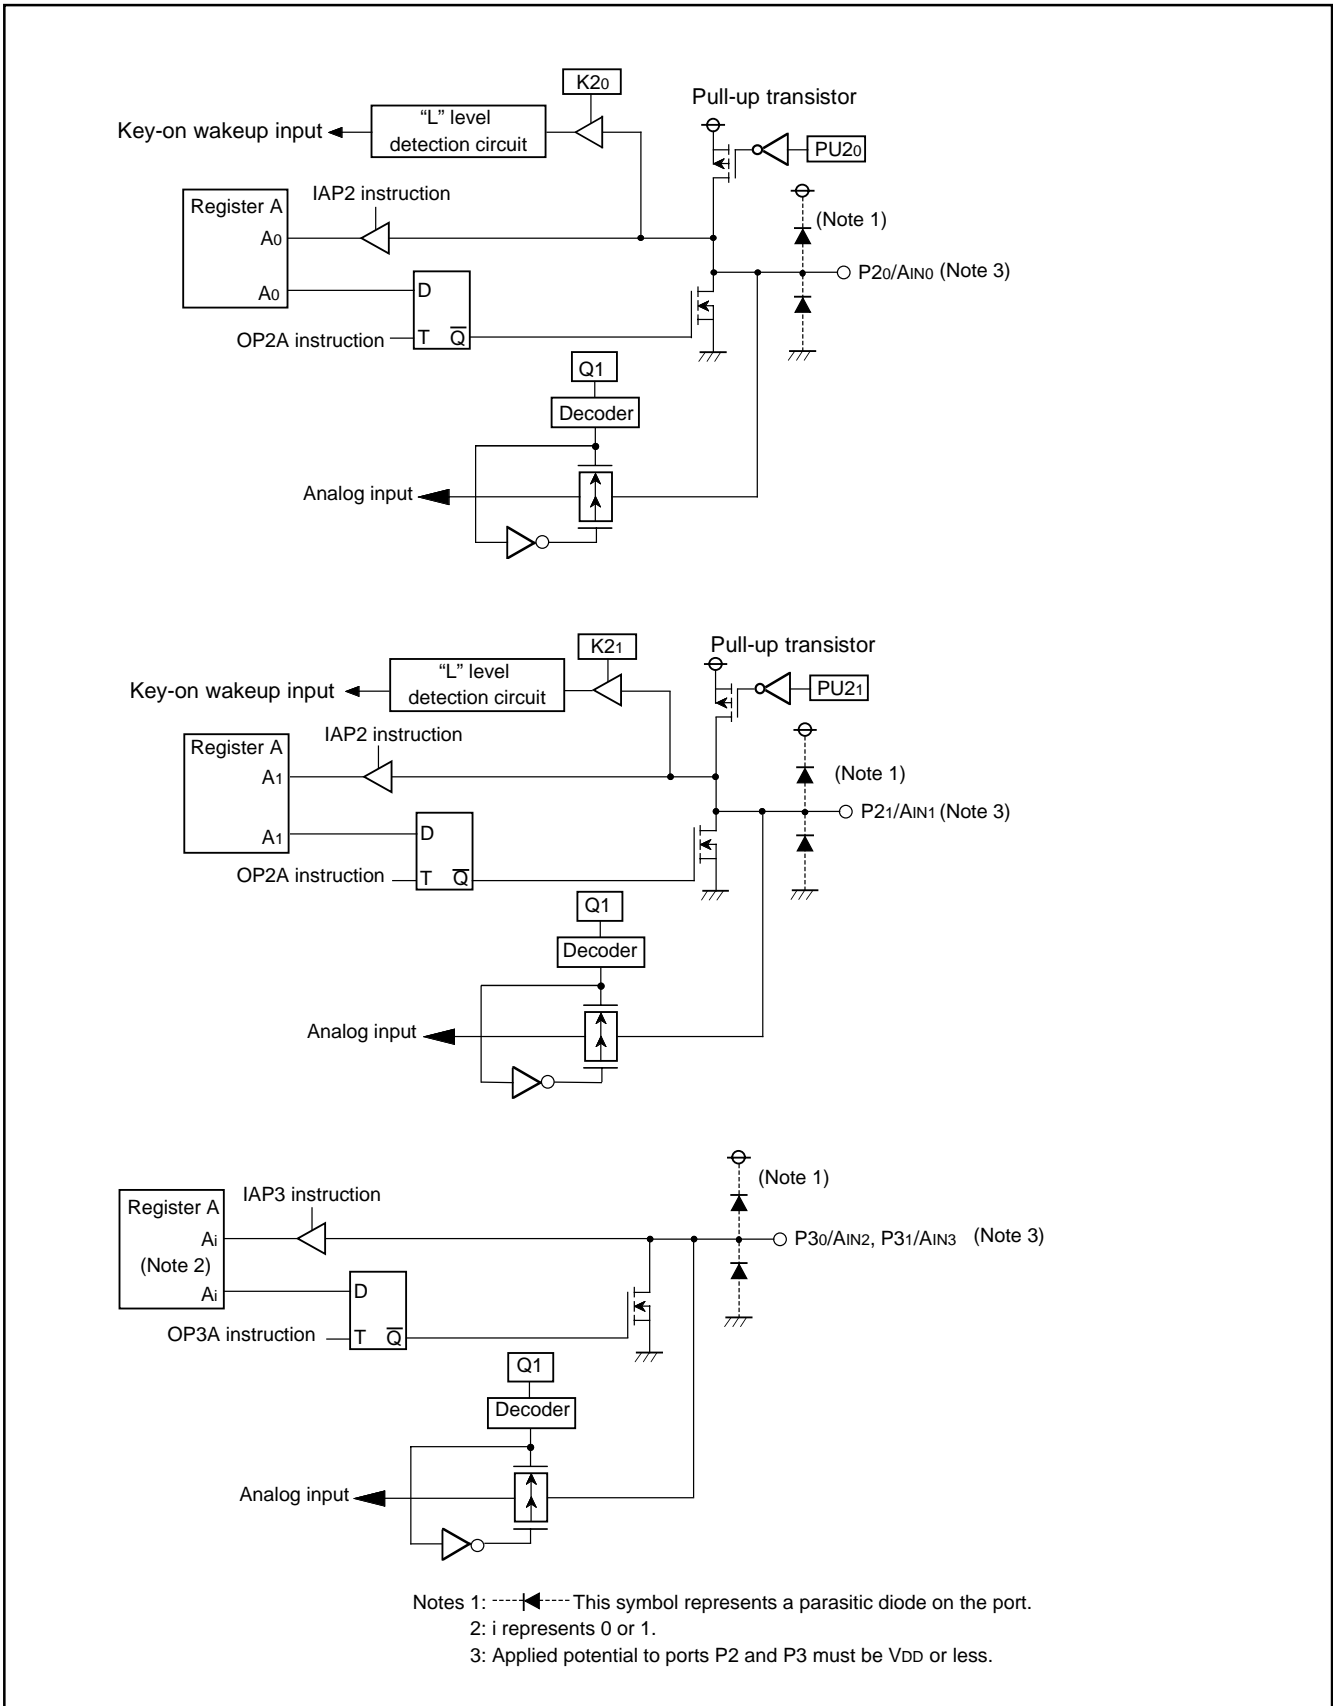 K20
Pull-up transistor
Key-on wakeup input
“L” level
detection circuit
PU20
IAP2 instruction
Register A
A0
(Note 1)
P20/AIN0 (Note 3)
A0
D
OP2A instruction
T Q̅
Q1
Decoder
Analog input
K21
Pull-up transistor
Key-on wakeup input
“L” level
detection circuit
PU21
IAP2 instruction
Register A
A1
(Note 1)
P21/AIN1 (Note 3)
A1
D
OP2A instruction
T Q̅
Q1
Decoder
Analog input
(Note 1)
IAP3 instruction
Register A
Ai
(Note 2)
Ai
P30/AIN2, P31/AIN3 (Note 3)
D
OP3A instruction
T Q̅
Q1
Decoder
Analog input
Notes 1: This symbol represents a parasitic diode on the port.
2: i represents 0 or 1.
3: Applied potential to ports P2 and P3 must be VDD or less.